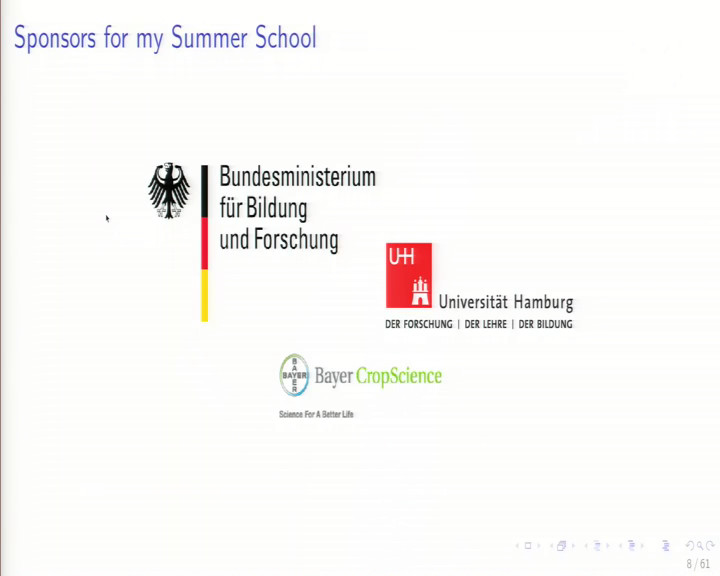 Sponsors for my Summer School
Bundesministerium
für Bildung
und Forschung
UH
Universität Hamburg
DER FORSCHUNG | DER LEHRE | DER BILDUNG
BAYER
BAYER
Bayer CropScience
Science For A Better Life
8 / 61